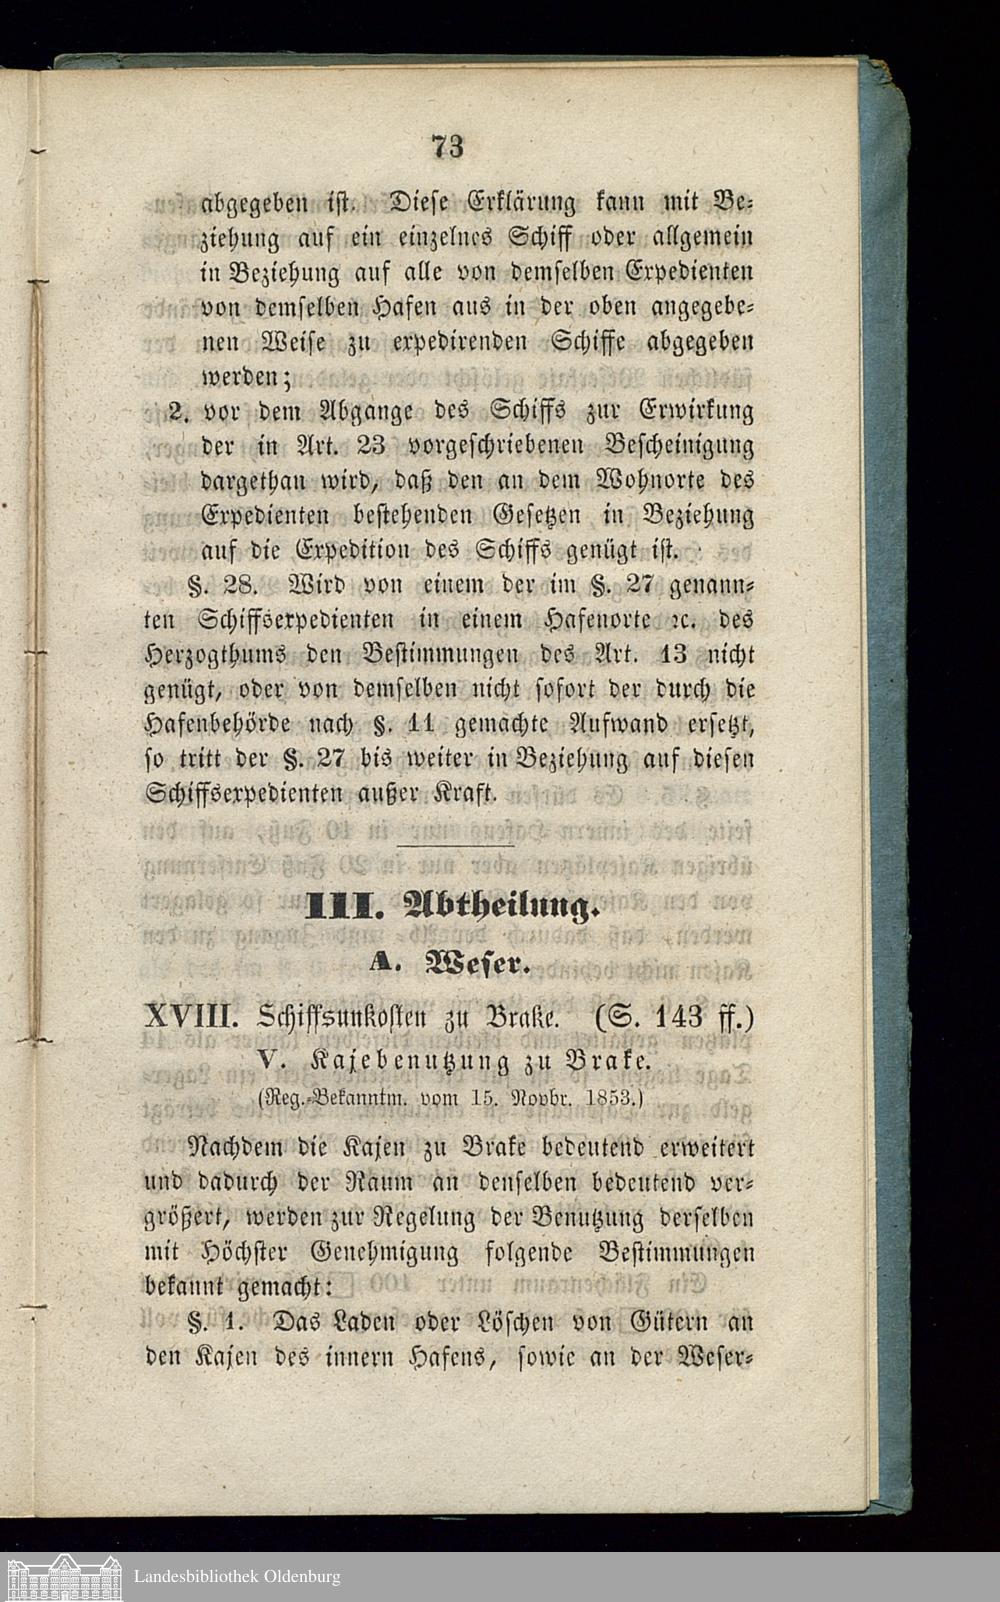 73
abgegeben ist. Diese Erklärung kann mit Be-
ziehung auf ein einzelnes Schiff oder allgemein
in Beziehung auf alle von demselben Expedienten
von demselben Hafen aus in der oben angegebe-
nen Weise zu expedirenden Schiffe abgegeben
werden;
2. vor dem Abgange des Schiffs zur Erwirkung
der in Art. 23 vorgeschriebenen Bescheinigung
dargethan wird, daß den an dem Wohnorte des
Expedienten bestehenden Gesetzen in Beziehung
auf die Expedition des Schiffs genügt ist.
§. 28. Wird von einem der im §. 27 genann-
ten Schiffsexpedienten in einem Hafenorte ꝛc. des
Herzogthums den Bestimmungen des Art. 13 nicht
genügt, oder von demselben nicht sofort der durch die
Hafenbehörde nach §. 11 gemachte Aufwand ersetzt,
so tritt der §. 27 bis weiter in Beziehung auf diesen
Schiffsexpedienten außer Kraft.
III. Abtheilung.
A. Weser.
XVIII. Schiffsunkosten zu Brake. (S. 143 ff.)
V. Kajebenutzung zu Brake.
(Reg.-Bekanntm. vom 15. Novbr. 1853.)
Nachdem die Kajen zu Brake bedeutend erweitert
und dadurch der Raum an denselben bedeutend ver-
größert, werden zur Regelung der Benutzung derselben
mit Höchster Genehmigung folgende Bestimmungen
bekannt gemacht:
§. 1. Das Laden oder Löschen von Gütern an
den Kajen des innern Hafens, sowie an der Weser-
Landesbibliothek Oldenburg